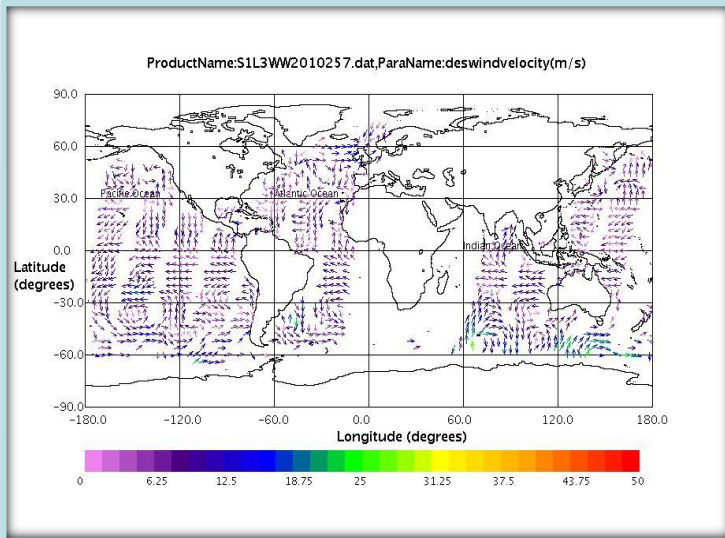 ProductName:S1L3WW2010257.dat,ParaName:deswindvelocity(m/s)
90.0
60.0
30.0
0.0
-30.0
-60.0
-90.0
Latitude
(degrees)
Pacific Ocean
Atlantic Ocean
Indian Ocean
-180.0 -120.0 -60.0 0.0 60.0 120.0 180.0
Longitude (degrees)
0 6.25 12.5 18.75 25 31.25 37.5 43.75 50